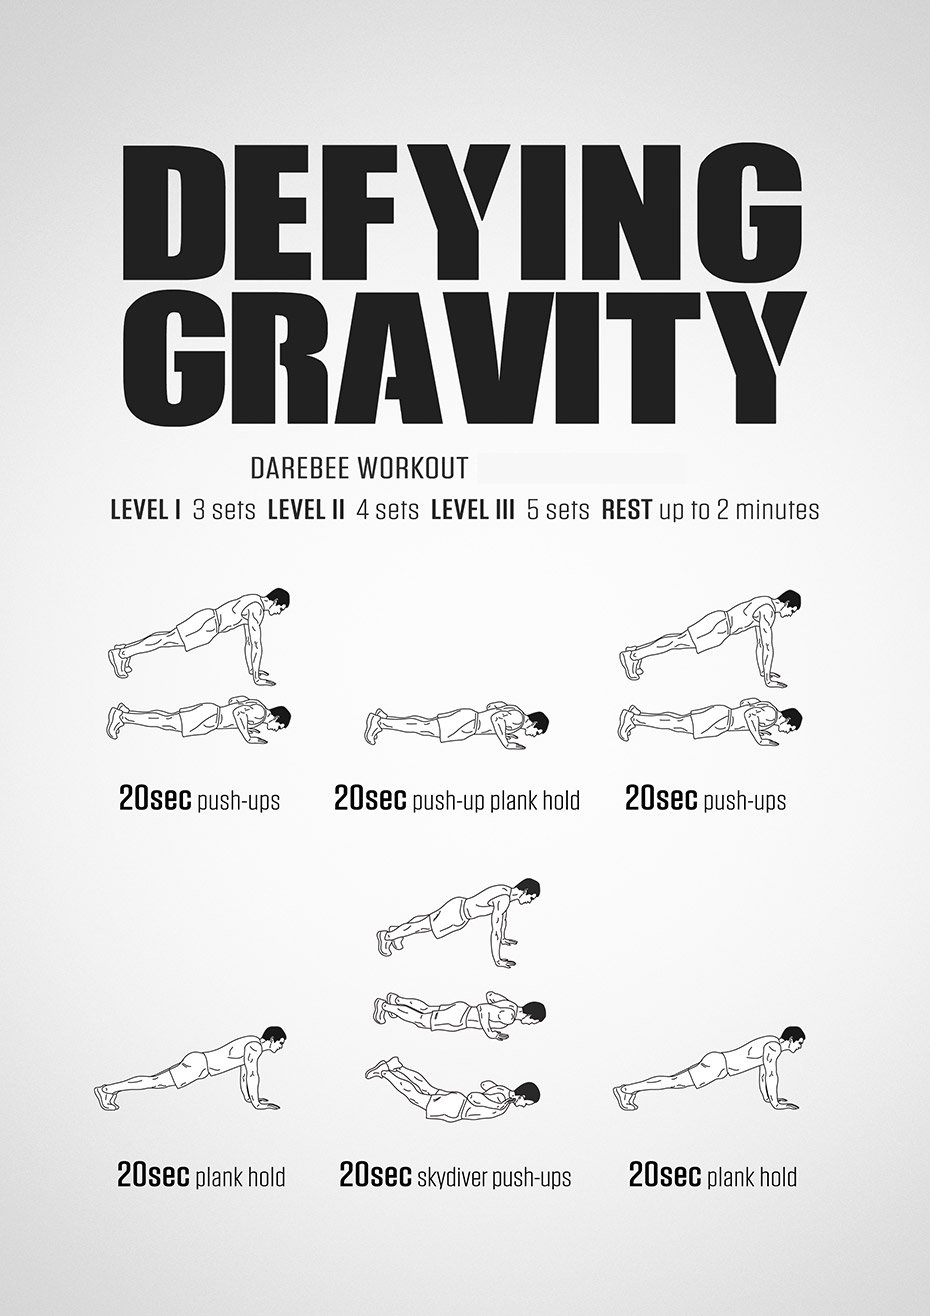 DEFYING
GRAVITY
DAREBEE WORKOUT
LEVEL I 3 sets LEVEL II 4 sets LEVEL III 5 sets REST up to 2 minutes
20sec push-ups
20sec push-up plank hold
20sec push-ups
20sec plank hold
20sec skydiver push-ups
20sec plank hold